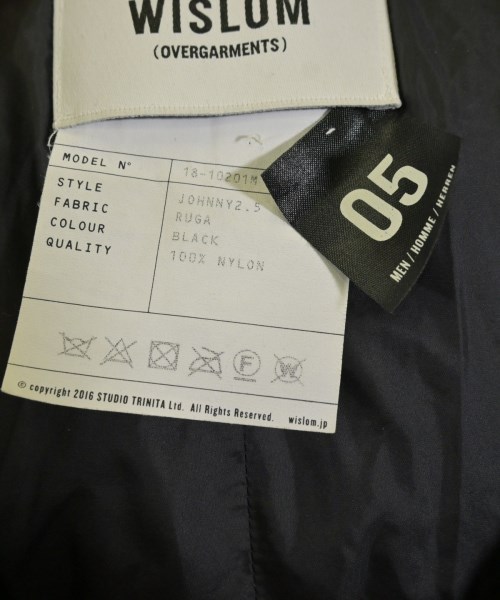 WISLOM
(OVERGARMENTS)
MODEL N° 18-10201M
STYLE JOHNNY2.5
FABRIC RUGA
COLOUR BLACK
QUALITY 100% NYLON
F
W
© copyright 2016 STUDIO TRINITA Ltd. All Rights Reserved. wislom.jp
05
MEN / HOMME / HERREN